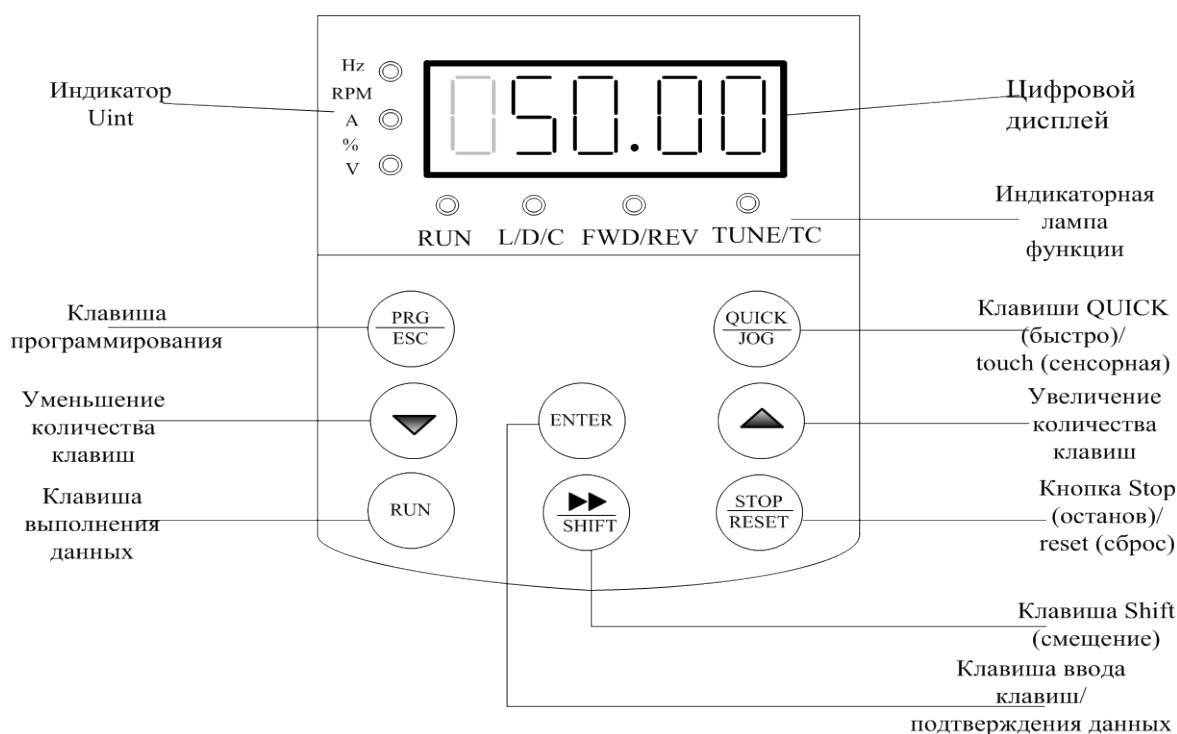 Hz
RPM
A
%
V
50.00
Индикатор
Uint
Цифровой
дисплей
RUN L/D/C FWD/REV TUNE/TC
Индикаторная
лампа
функции
Клавиша
программирования
PRG
ESC
QUICK
JOG
Клавиши QUICK
(быстро)/
touch (сенсорная)
Уменьшение
количества
клавиш
ENTER
Увеличение
количества
клавиш
Клавиша
выполнения
данных
RUN
SHIFT
STOP
RESET
Кнопка Stop
(останов)/
reset (сброс)
Клавиша Shift
(смещение)
Клавиша ввода
клавиш/
подтверждения данных